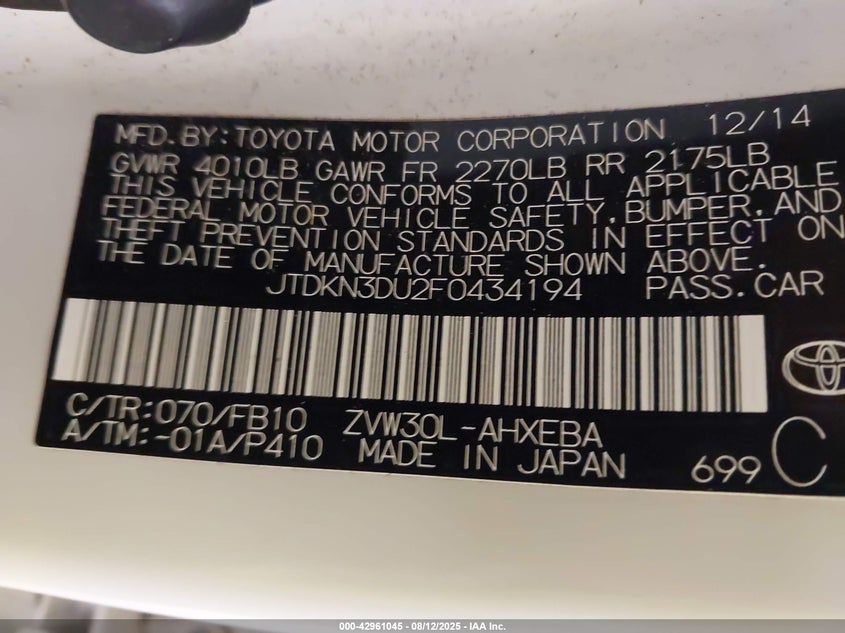 MFD.BY:TOYOTA MOTOR CORPORATION 12/14
GVWR 4010LB GAWR FR 2270LB RR 2175LB
THIS VEHICLE CONFORMS TO ALL APPLICABLE
FEDERAL MOTOR VEHICLE SAFETY,BUMPER,AND
THEFT PREVENTION STANDARDS IN EFFECT ON
THE DATE OF MANUFACTURE SHOWN ABOVE.
JTDKN3DU2F0434194 PASS.CAR
C/TR:070/FB10 ZVW30L-AHXEBA
A/TM:-01A/P410 MADE IN JAPAN 699 C
000-42961045 - 08/12/2025 - IAA Inc.